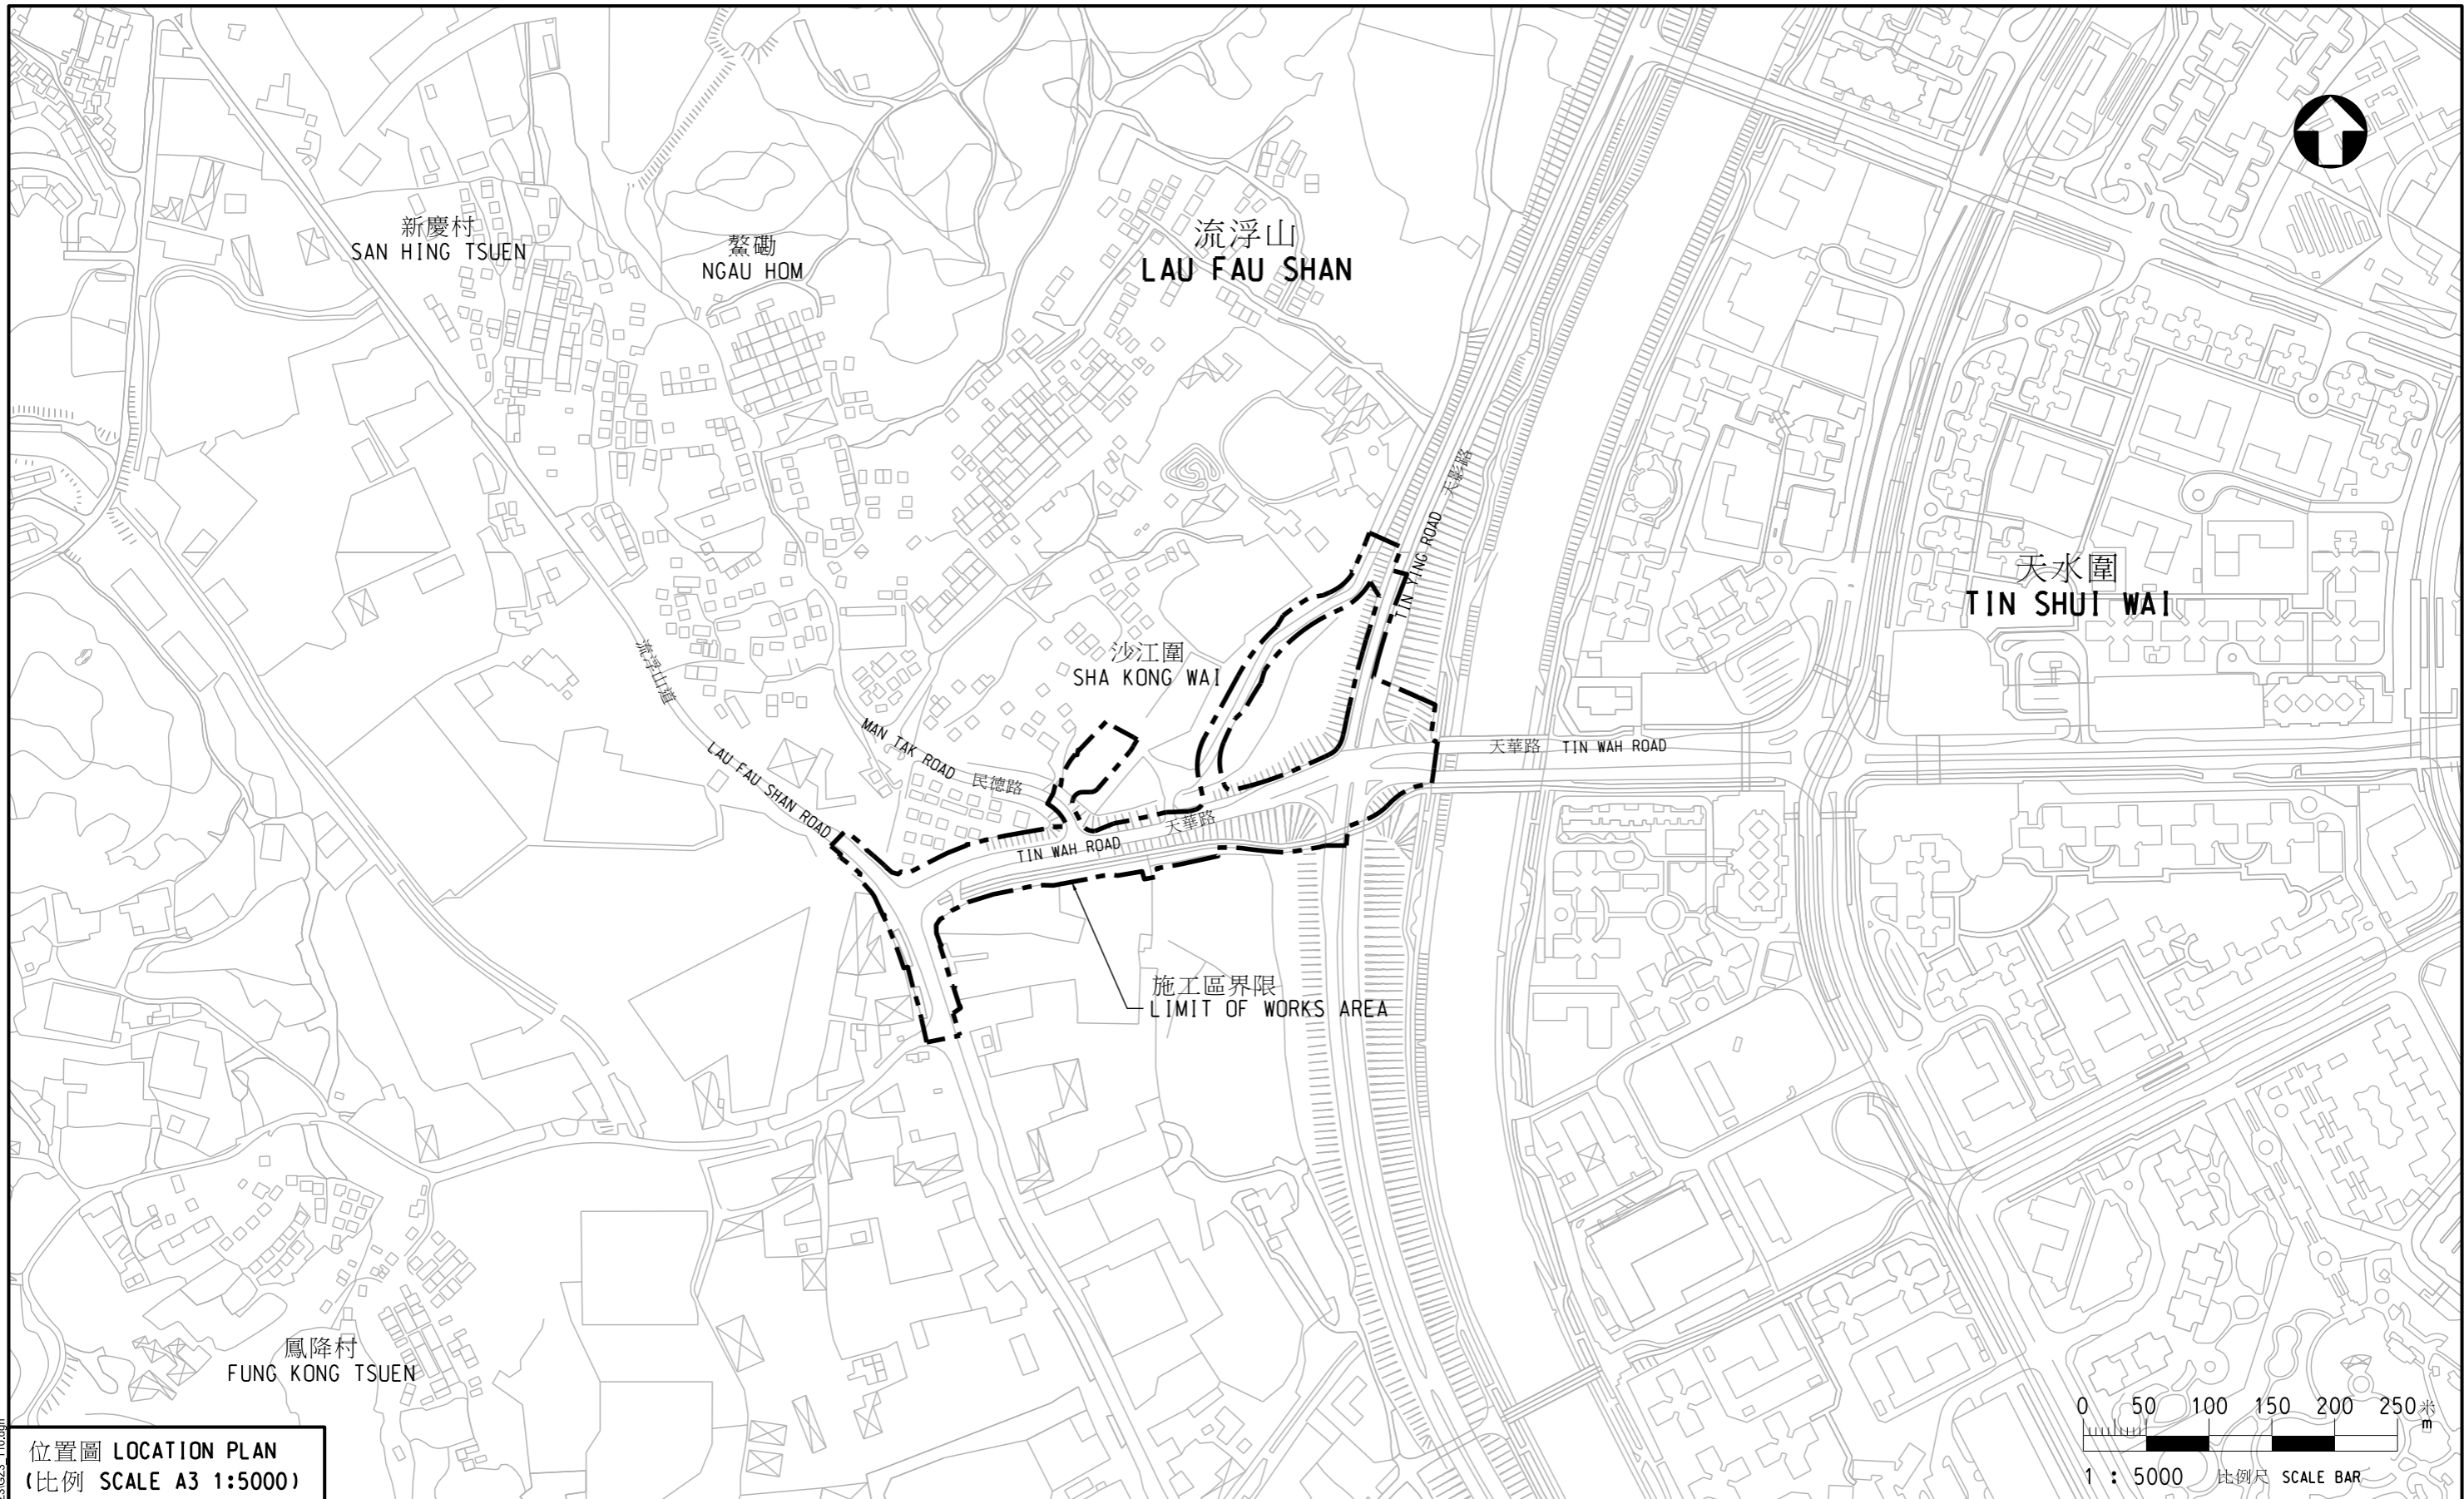 新慶村
SAN HING TSUEN
鰲磡
NGAU HOM
流浮山
LAU FAU SHAN
天影路
TIN YING ROAD
天水圍
TIN SHUI WAI
沙江圍
SHA KONG WAI
流浮山道
LAU FAU SHAN ROAD
MAN TAK ROAD 民德路
天華路 TIN WAH ROAD
天華路
TIN WAH ROAD
施工區界限
LIMIT OF WORKS AREA
鳳降村
FUNG KONG TSUEN
0 50 100 150 200 250 米
m
1 : 5000 比例尺 SCALE BAR
位置圖 LOCATION PLAN
(比例 SCALE A3 1:5000)